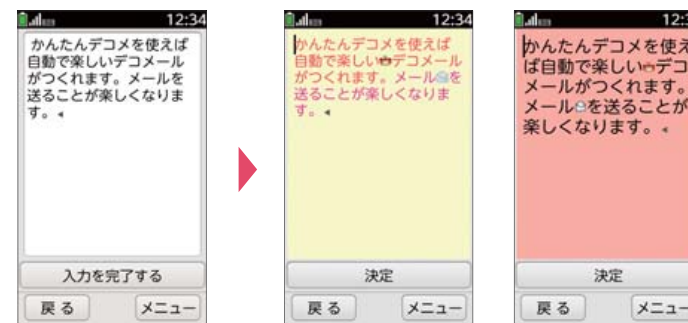 12:34
かんたんデコメを使えば
自動で楽しいデコメール
がつくれます。メールを
送ることが楽しくなりま
す。
入力を完了する
戻る
メニュー
12:34
かんたんデコメを使えば
自動で楽しいデコメール
がつくれます。メールを
送ることが楽しくなりま
す。
決定
戻る
メニュー
12:3
かんたんデコメを使え
ば自動で楽しいデコ
メールがつくれます。
メールを送ることが
楽しくなります。
決定
戻る
メニュー